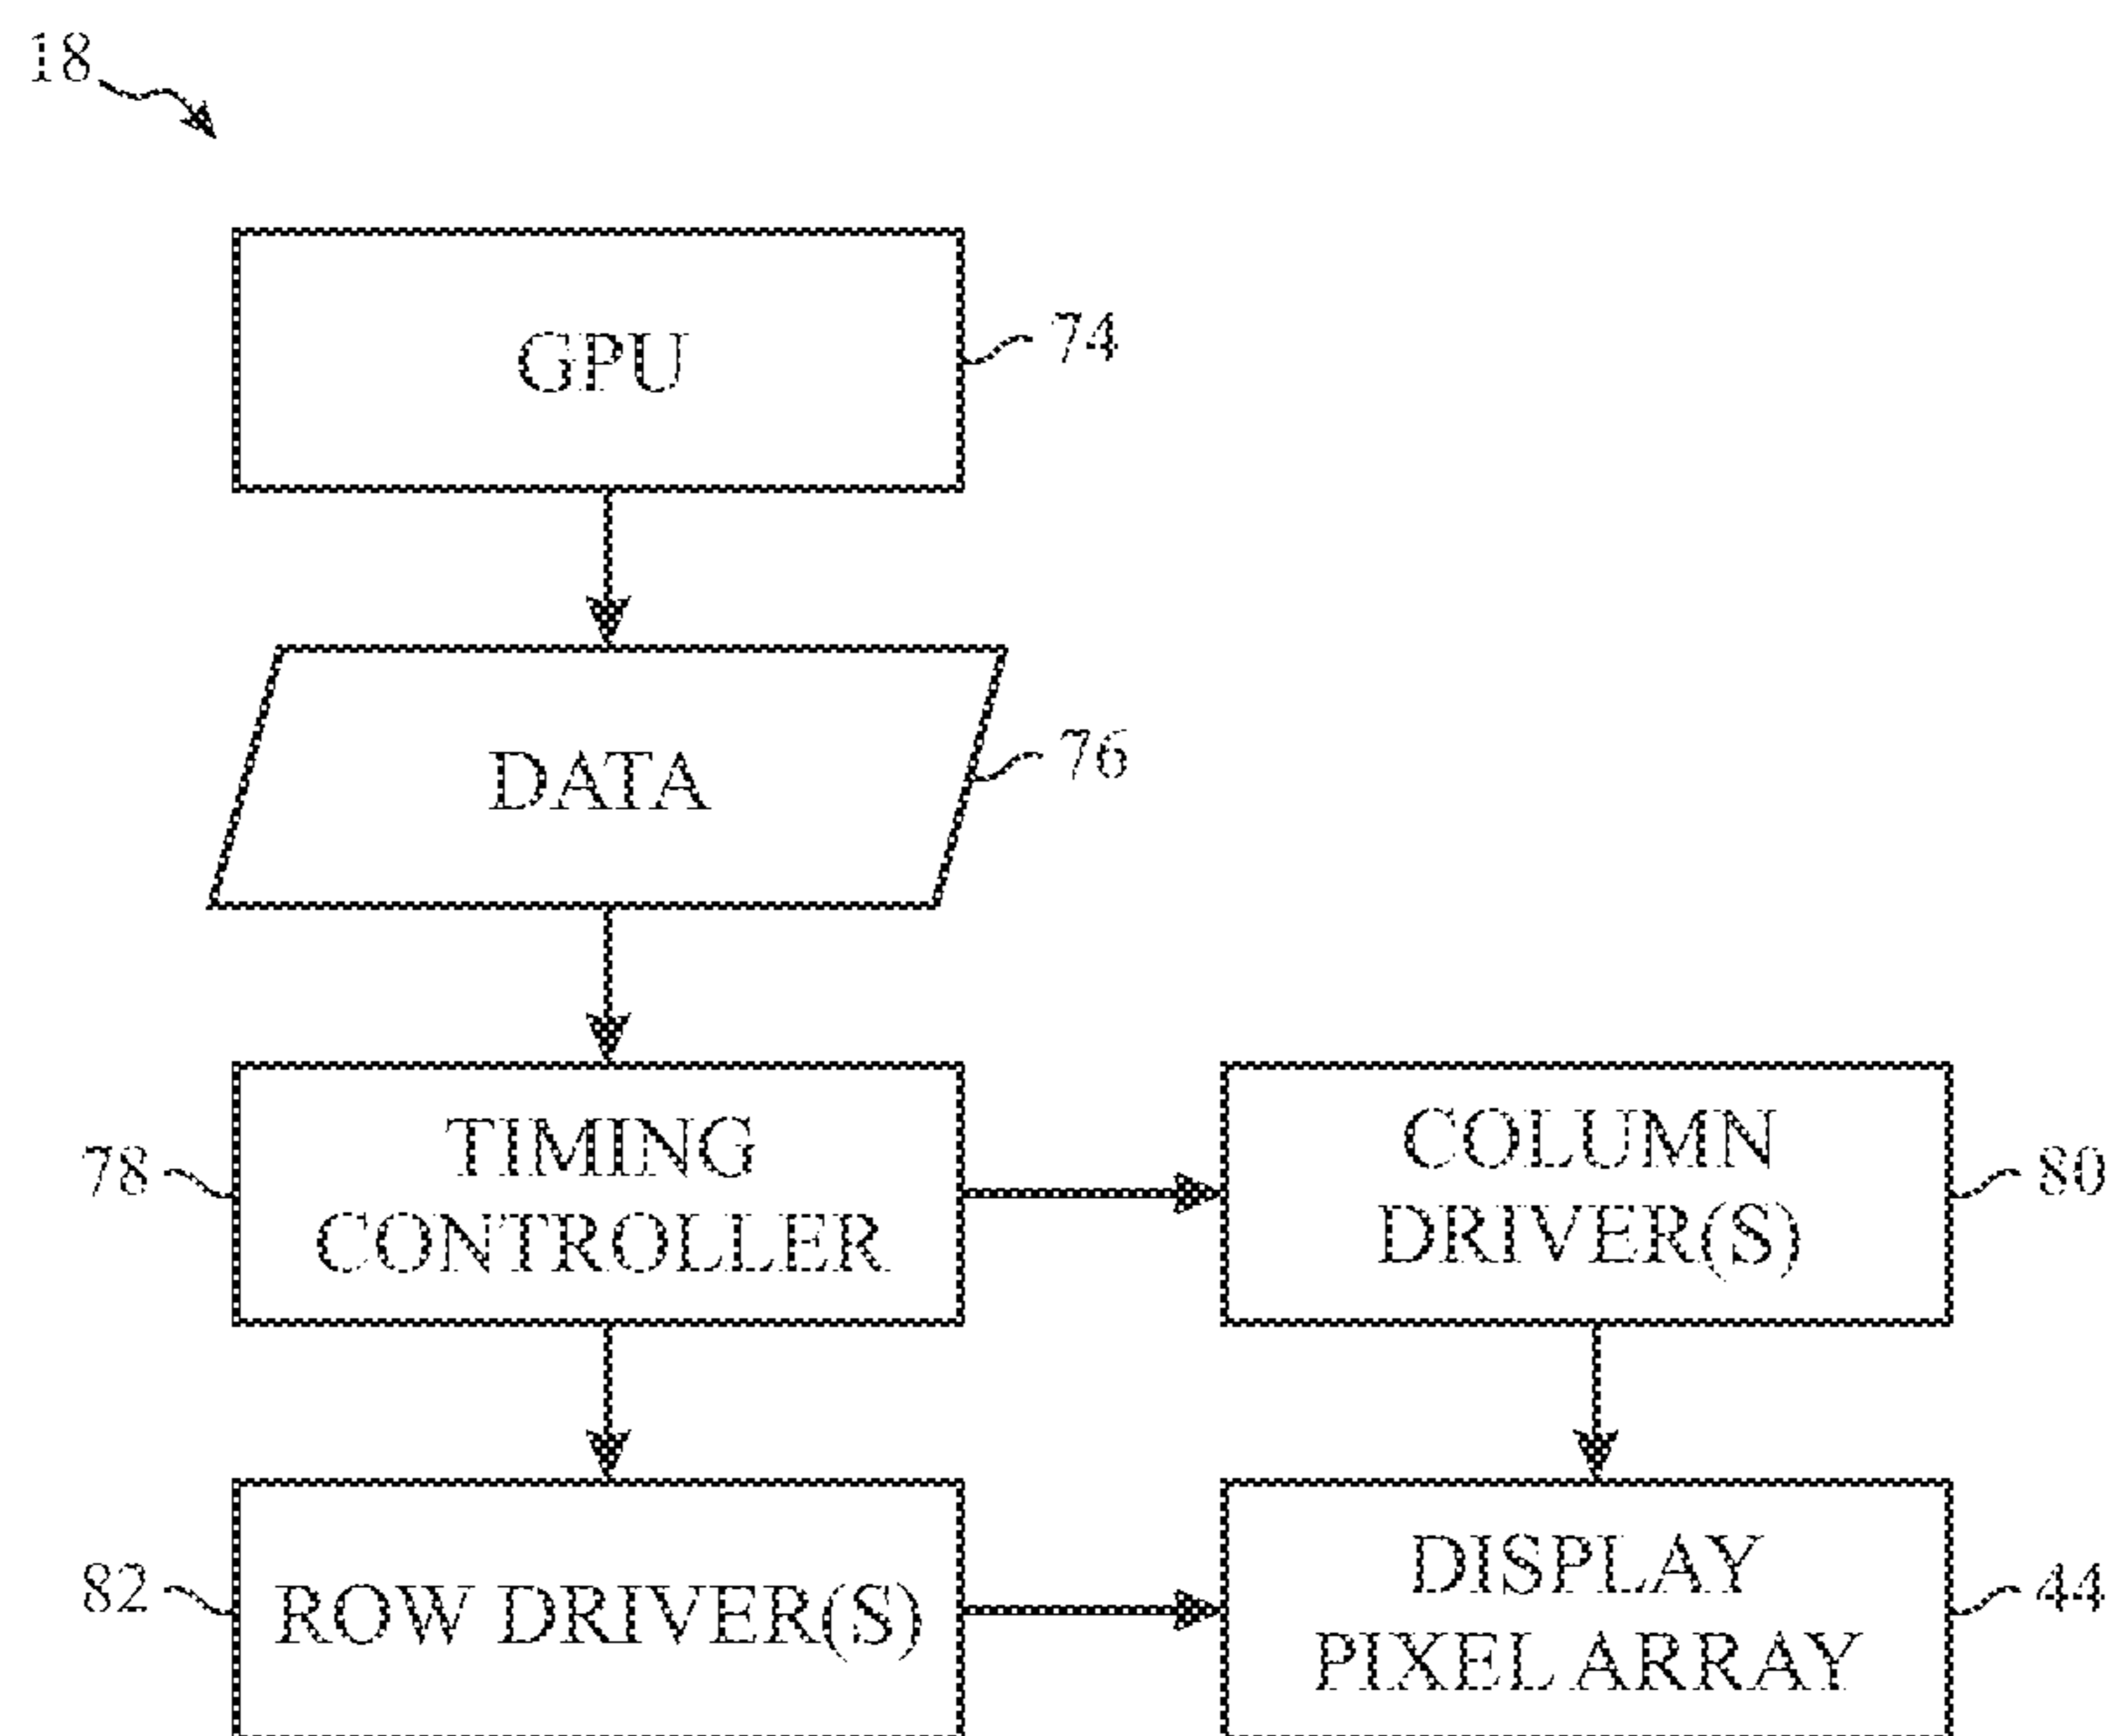 18
GPU
74
DATA
76
78
TIMING
CONTROLLER
COLUMN
DRIVER(S)
80
82
ROW DRIVER(S)
DISPLAY
PIXEL ARRAY
44